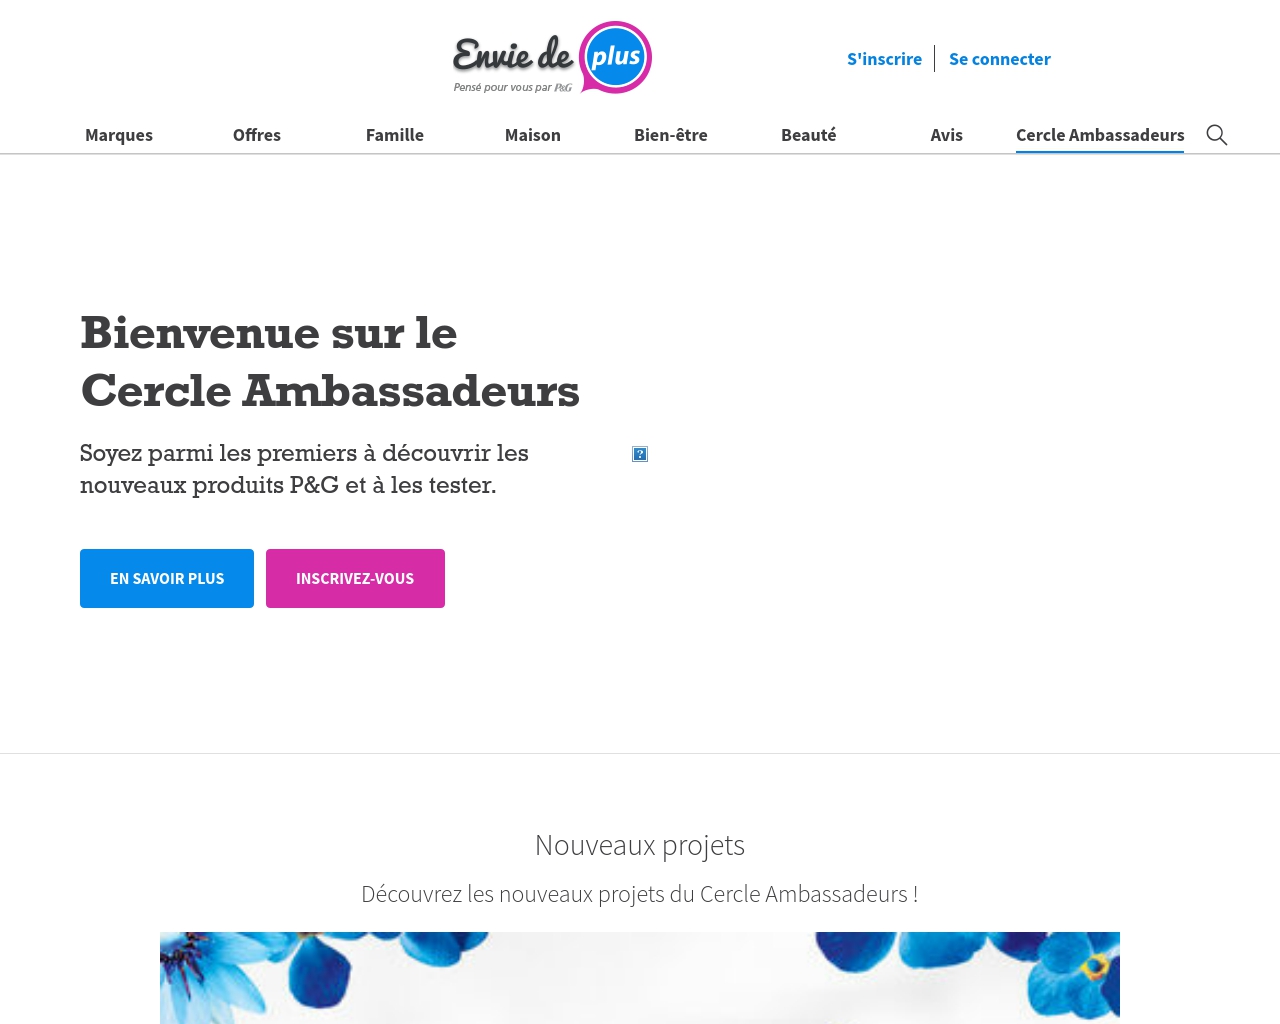 Envie de plus
Pensé pour vous par P&G
S'inscrire
Se connecter
Marques
Offres
Famille
Maison
Bien-être
Beauté
Avis
Cercle Ambassadeurs
Bienvenue sur le
Cercle Ambassadeurs
Soyez parmi les premiers à découvrir les
nouveaux produits P&G et à les tester.
?
EN SAVOIR PLUS
INSCRIVEZ-VOUS
Nouveaux projets
Découvrez les nouveaux projets du Cercle Ambassadeurs !